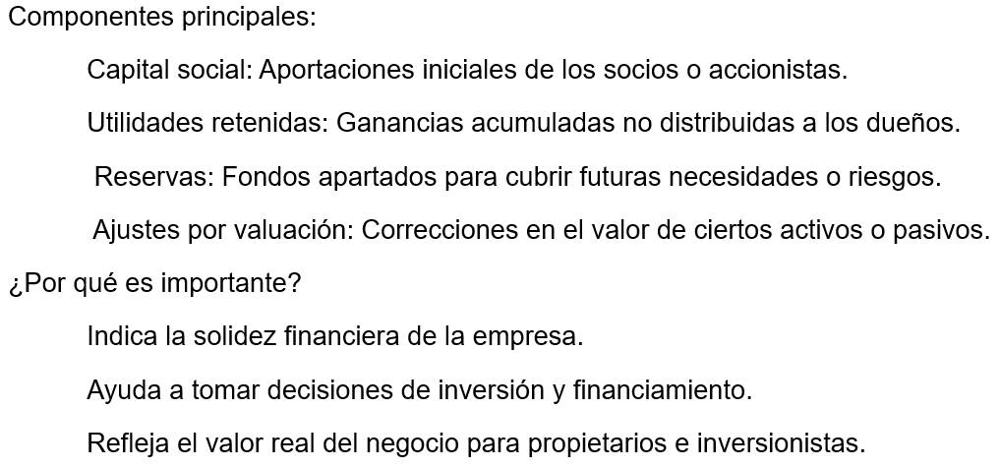 Componentes principales:
Capital social: Aportaciones iniciales de los socios o accionistas.
Utilidades retenidas: Ganancias acumuladas no distribuidas a los dueños.
Reservas: Fondos apartados para cubrir futuras necesidades o riesgos.
Ajustes por valuación: Correcciones en el valor de ciertos activos o pasivos.
¿Por qué es importante?
Indica la solidez financiera de la empresa.
Ayuda a tomar decisiones de inversión y financiamiento.
Refleja el valor real del negocio para propietarios e inversionistas.